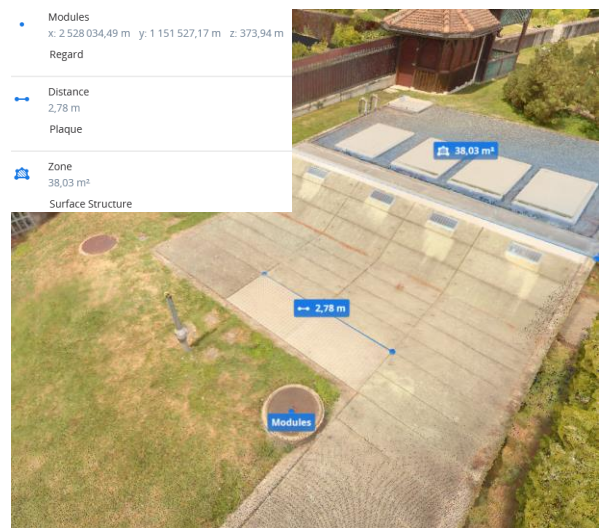 Modules
x: 2 528 034,49 m y: 1 151 527,17 m z: 373,94 m
Regard
Distance
2,78 m
Plaque
Zone
38,03 m²
Surface Structure
38,03 m²
2,78 m
Modules